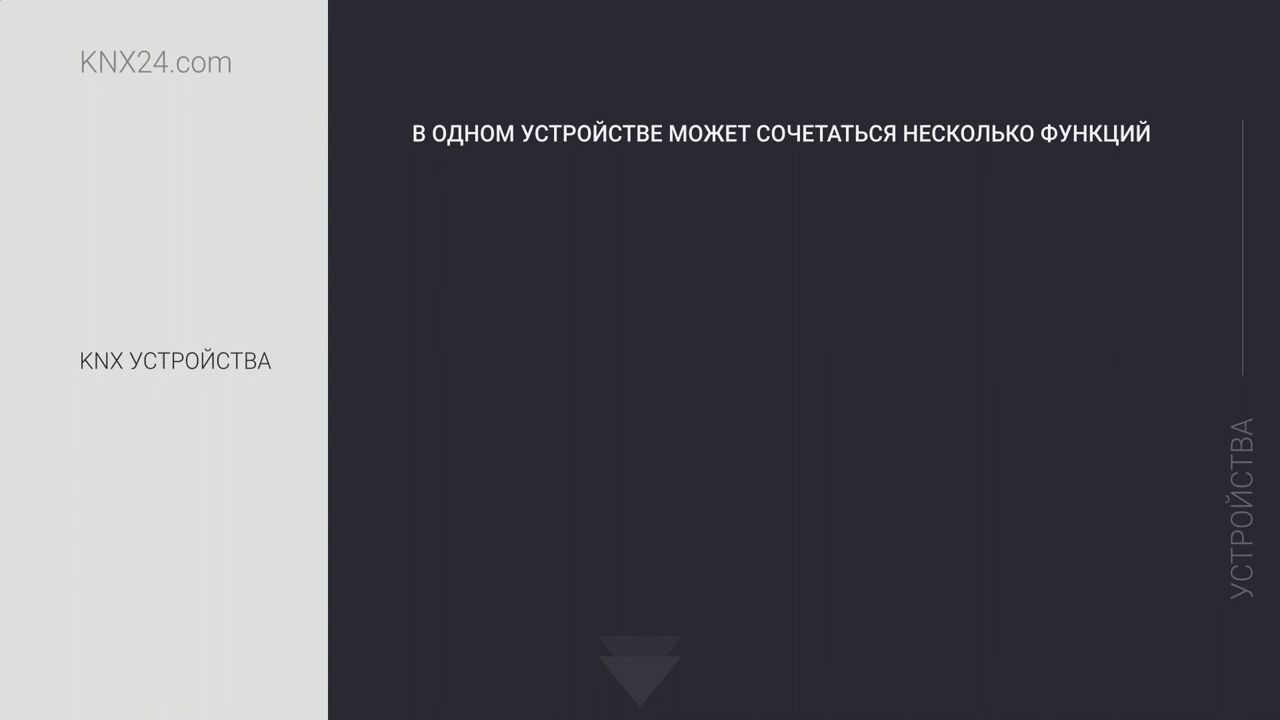 KNX24.com
В ОДНОМ УСТРОЙСТВЕ МОЖЕТ СОЧЕТАТЬСЯ НЕСКОЛЬКО ФУНКЦИЙ
KNX УСТРОЙСТВА
УСТРОЙСТВА